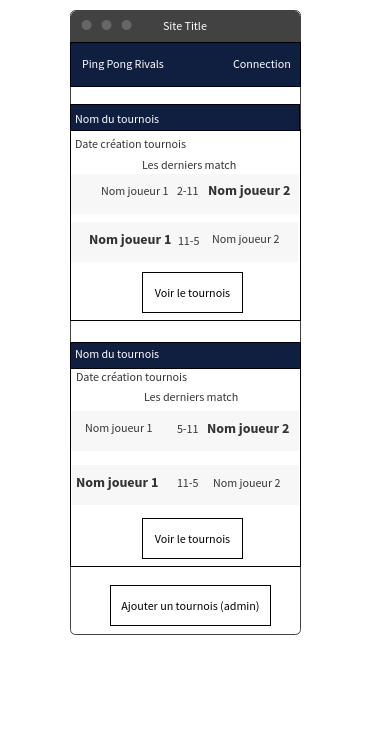 Site Title
Ping Pong Rivals Connection
Nom du tournois
Date création tournois
Les derniers match
Nom joueur 1 2-11 Nom joueur 2
Nom joueur 1 11-5 Nom joueur 2
Voir le tournois
Nom du tournois
Date création tournois
Les derniers match
Nom joueur 1 5-11 Nom joueur 2
Nom joueur 1 11-5 Nom joueur 2
Voir le tournois
Ajouter un tournois (admin)